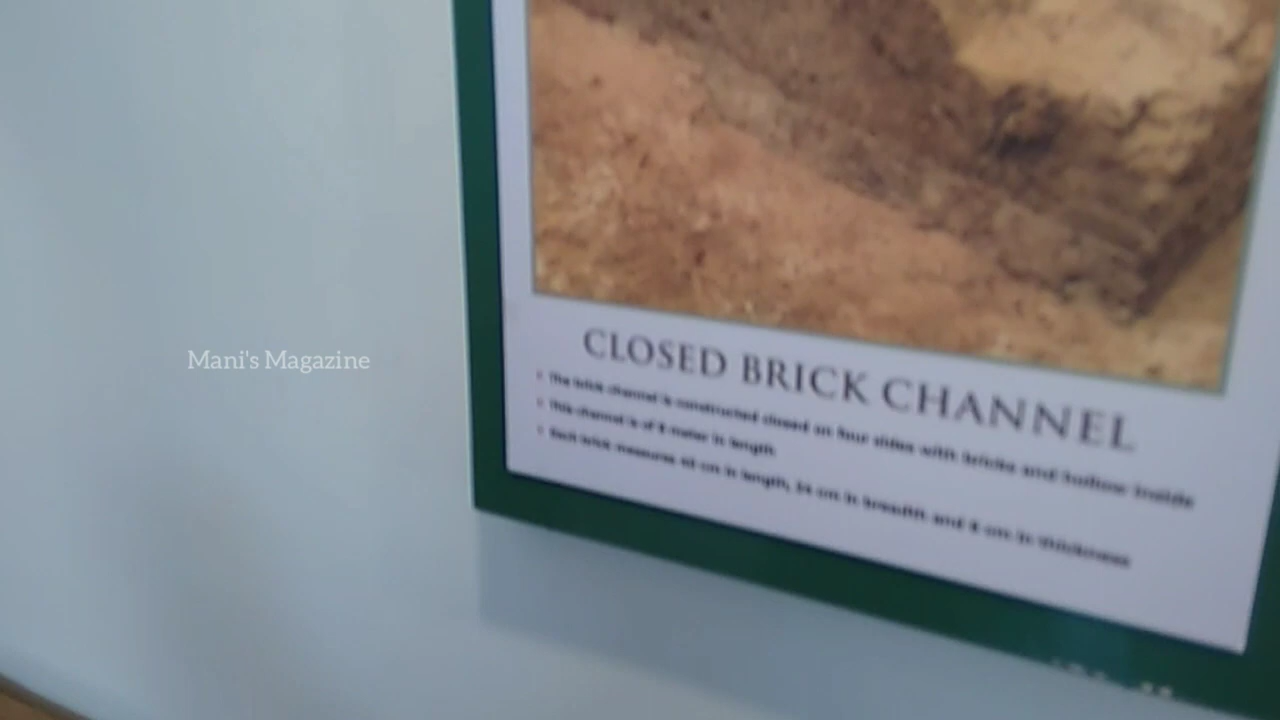 CLOSED BRICK CHANNEL
The brick channel is constructed closed on four sides with bricks and hollow inside
This channel is of 8 meter in length
Each brick measures cm in length, 24 cm in breadth and 6 cm in thickness
Mani's Magazine